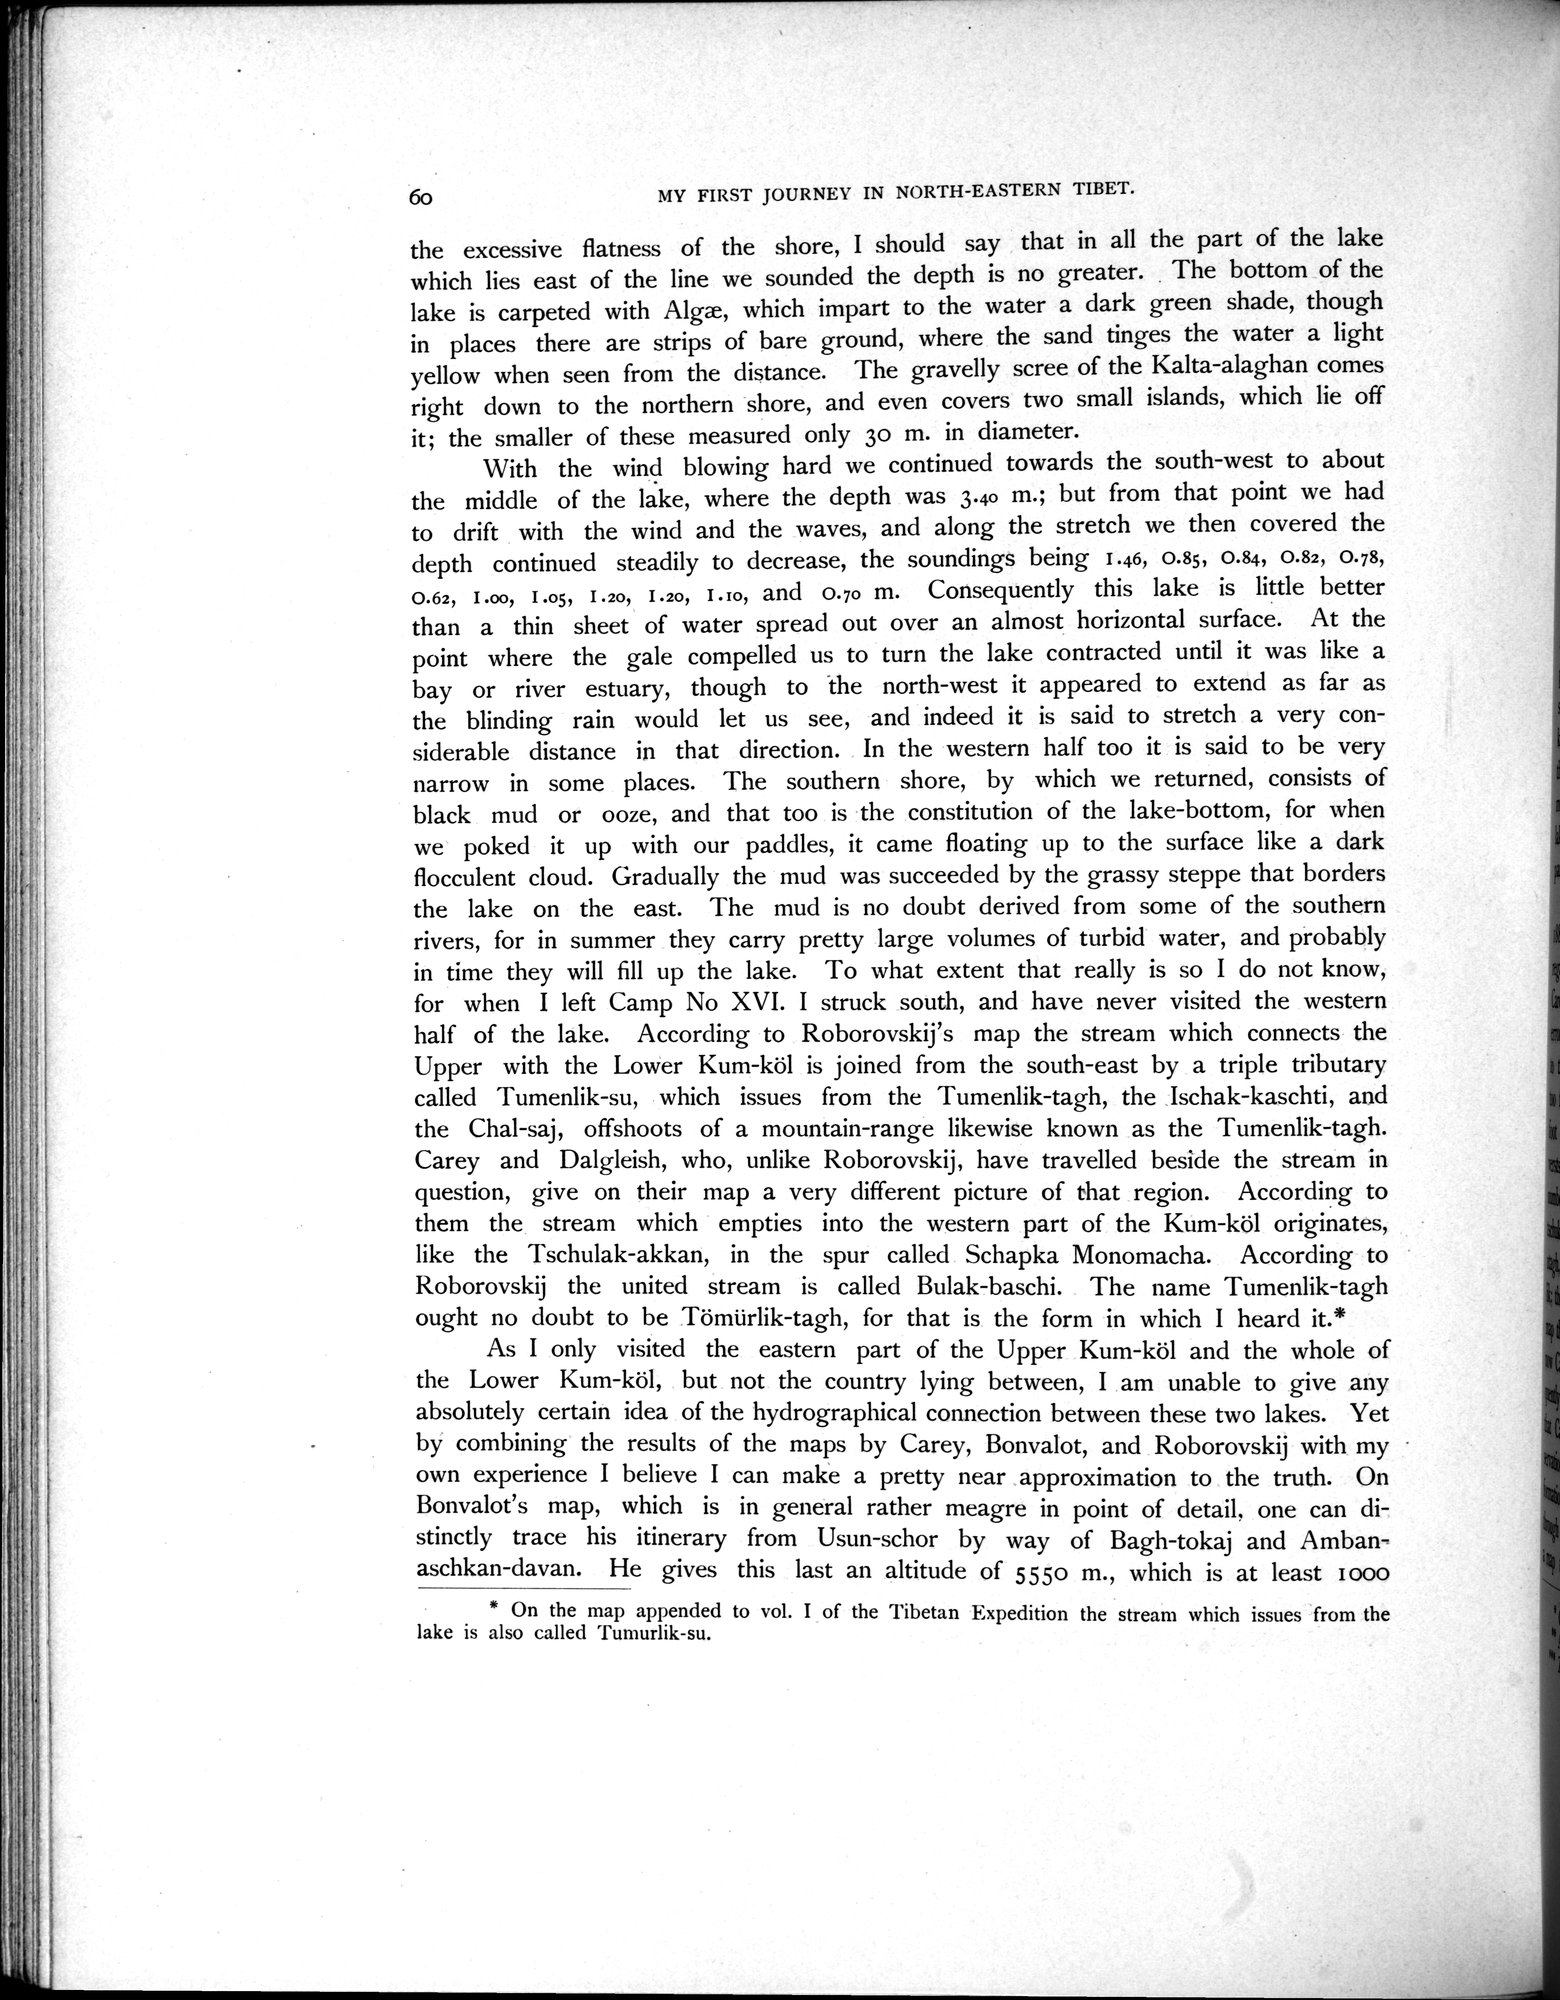 60 MY FIRST JOURNEY IN NORTH-EASTERN TIBET.
the excessive flatness of the shore, I should say that in all the part of the lake
which lies east of the line we sounded the depth is no greater. The bottom of the
lake is carpeted with Algæ, which impart to the water a dark green shade, though
in places there are strips of bare ground, where the sand tinges the water a light
yellow when seen from the distance. The gravelly scree of the Kalta-alaghan comes
right down to the northern shore, and even covers two small islands, which lie off
it; the smaller of these measured only 30 m. in diameter.
With the wind blowing hard we continued towards the south-west to about
the middle of the lake, where the depth was 3.40 m.; but from that point we had
to drift with the wind and the waves, and along the stretch we then covered the
depth continued steadily to decrease, the soundings being 1.46, 0.85, 0.84, 0.82, 0.78,
0.62, 1.00, 1.05, 1.20, 1.20, 1.10, and 0.70 m. Consequently this lake is little better
than a thin sheet of water spread out over an almost horizontal surface. At the
point where the gale compelled us to turn the lake contracted until it was like a
bay or river estuary, though to the north-west it appeared to extend as far as
the blinding rain would let us see, and indeed it is said to stretch a very con-
siderable distance in that direction. In the western half too it is said to be very
narrow in some places. The southern shore, by which we returned, consists of
black mud or ooze, and that too is the constitution of the lake-bottom, for when
we poked it up with our paddles, it came floating up to the surface like a dark
flocculent cloud. Gradually the mud was succeeded by the grassy steppe that borders
the lake on the east. The mud is no doubt derived from some of the southern
rivers, for in summer they carry pretty large volumes of turbid water, and probably
in time they will fill up the lake. To what extent that really is so I do not know,
for when I left Camp No XVI. I struck south, and have never visited the western
half of the lake. According to Roborovskij's map the stream which connects the
Upper with the Lower Kum-köl is joined from the south-east by a triple tributary
called Tumenlik-su, which issues from the Tumenlik-tagh, the Ischak-kaschti, and
the Chal-saj, offshoots of a mountain-range likewise known as the Tumenlik-tagh.
Carey and Dalgleish, who, unlike Roborovskij, have travelled beside the stream in
question, give on their map a very different picture of that region. According to
them the stream which empties into the western part of the Kum-köl originates,
like the Tschulak-akkan, in the spur called Schapka Monomacha. According to
Roborovskij the united stream is called Bulak-baschi. The name Tumenlik-tagh
ought no doubt to be Tömürlik-tagh, for that is the form in which I heard it.*
As I only visited the eastern part of the Upper Kum-köl and the whole of
the Lower Kum-köl, but not the country lying between, I am unable to give any
absolutely certain idea of the hydrographical connection between these two lakes. Yet
by combining the results of the maps by Carey, Bonvalot, and Roborovskij with my
own experience I believe I can make a pretty near approximation to the truth. On
Bonvalot's map, which is in general rather meagre in point of detail, one can di-
stinctly trace his itinerary from Usun-schor by way of Bagh-tokaj and Amban-
aschkan-davan. He gives this last an altitude of 5550 m., which is at least 1000
* On the map appended to vol. I of the Tibetan Expedition the stream which issues from the
lake is also called Tumurlik-su.